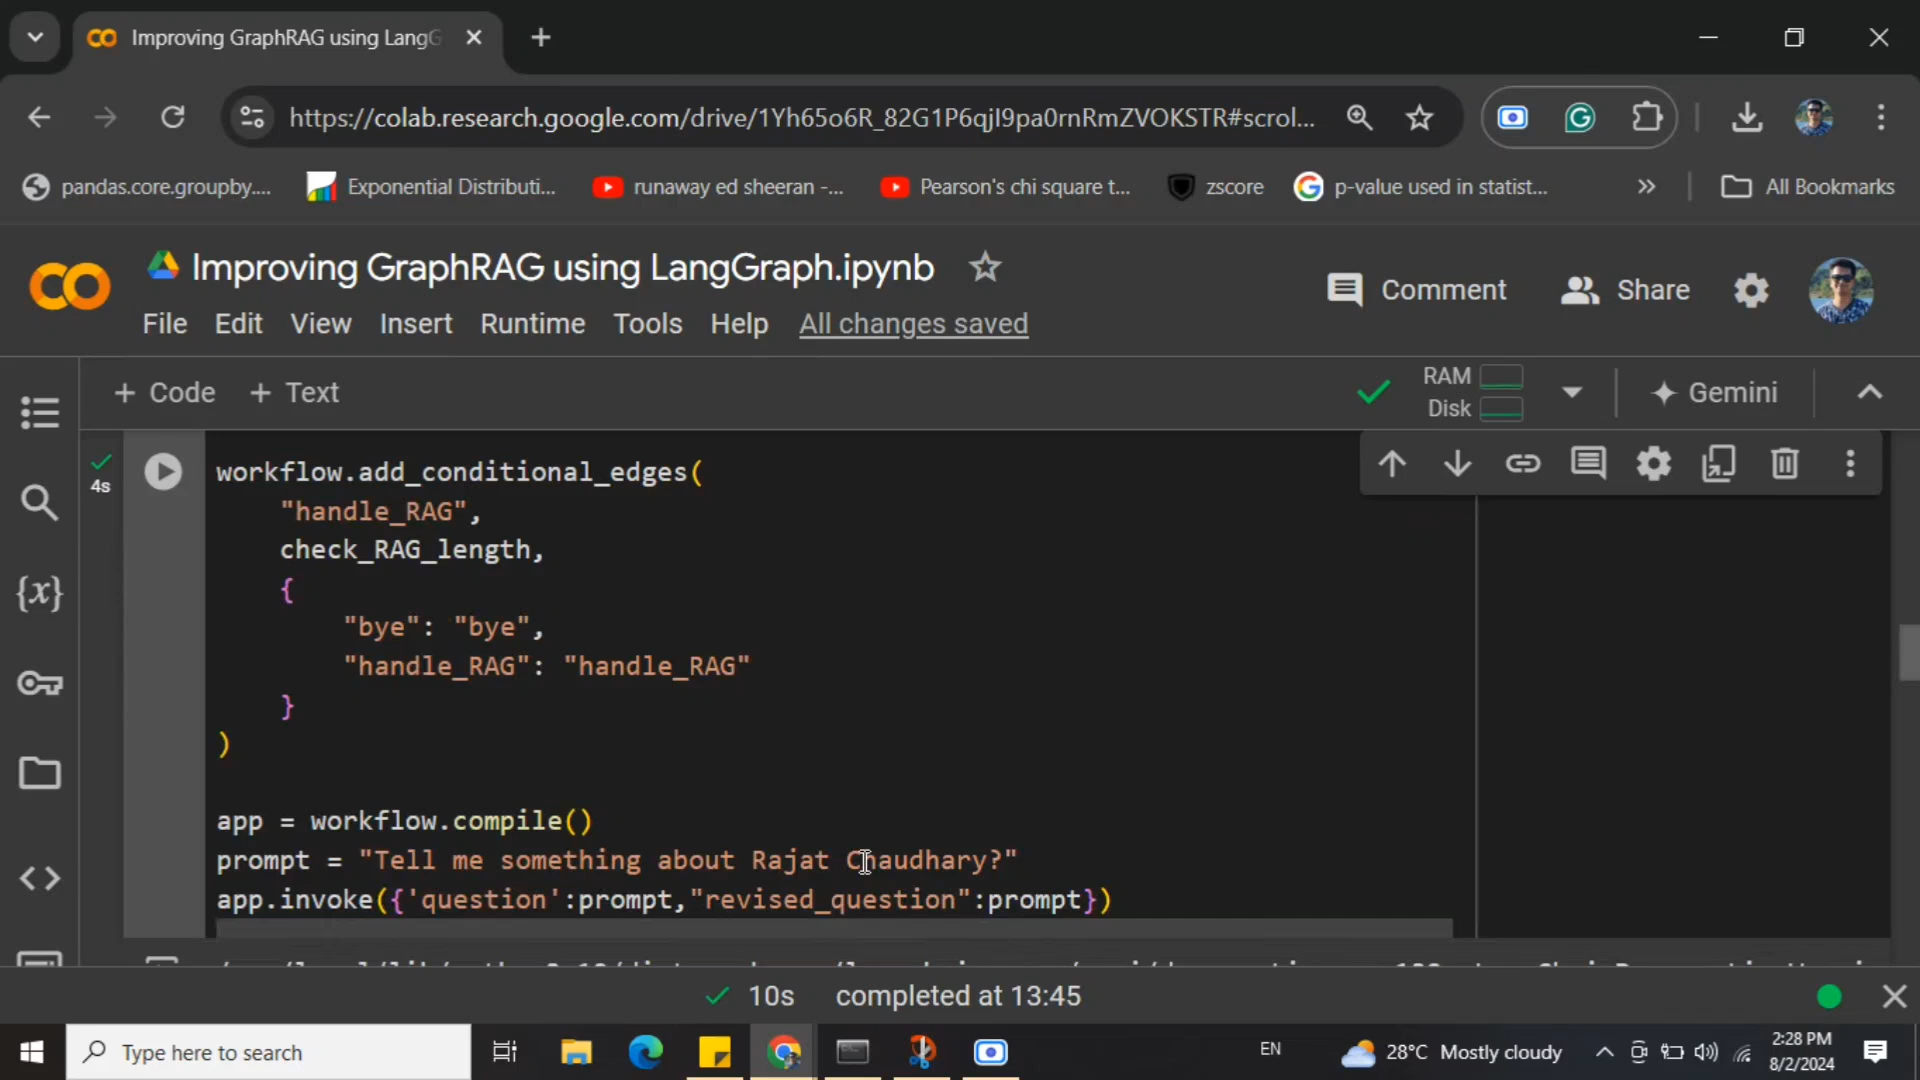 Improving GraphRAG using LangG
https://colab.research.google.com/drive/1Yh65o6R_82G1P6qjI9pa0rnRmZVOKSTR#scrol...
pandas.core.groupby....
Exponential Distributi...
runaway ed sheeran -...
Pearson's chi square t...
zscore
p-value used in statist...
All Bookmarks
Improving GraphRAG using LangGraph.ipynb
Comment
Share
File Edit View Insert Runtime Tools Help All changes saved
+ Code + Text
RAM
Disk
Gemini
4s
workflow.add_conditional_edges(
"handle_RAG",
check_RAG_length,
{
"bye": "bye",
"handle_RAG": "handle_RAG"
}
)
app = workflow.compile()
prompt = "Tell me something about Rajat Chaudhary?"
app.invoke({'question':prompt,"revised_question":prompt})
10s completed at 13:45
Type here to search
EN
28°C Mostly cloudy
2:28 PM
8/2/2024